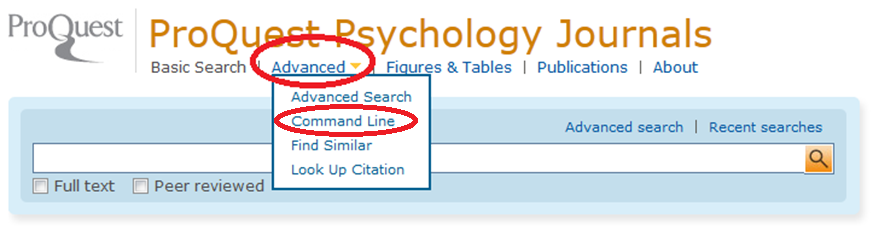 ProQuest
ProQuest Psychology Journals
Basic Search | Advanced | Figures & Tables | Publications | About
Advanced Search
Command Line
Find Similar
Look Up Citation
Advanced search | Recent searches
Full text Peer reviewed